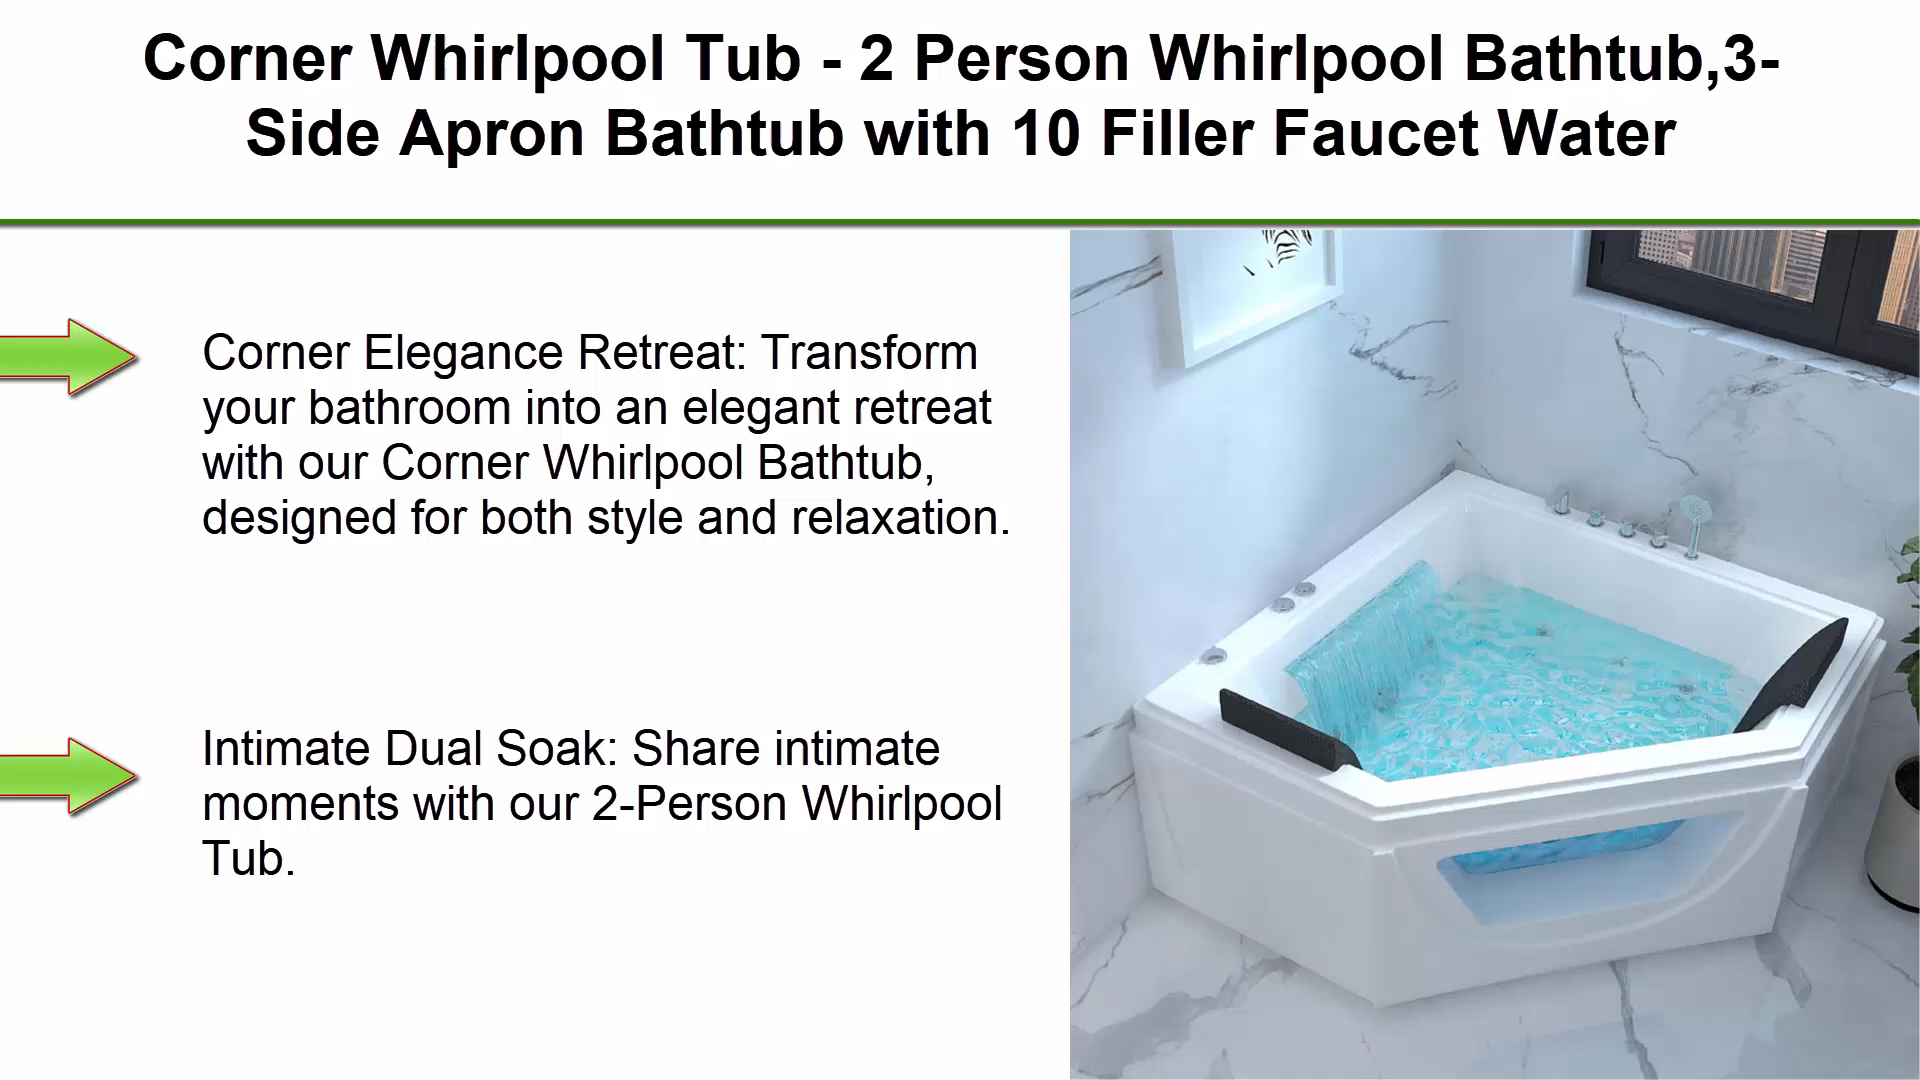 Corner Whirlpool Tub - 2 Person Whirlpool Bathtub,3-
Side Apron Bathtub with 10 Filler Faucet Water
Corner Elegance Retreat: Transform
your bathroom into an elegant retreat
with our Corner Whirlpool Bathtub,
designed for both style and relaxation.
Intimate Dual Soak: Share intimate
moments with our 2-Person Whirlpool
Tub.